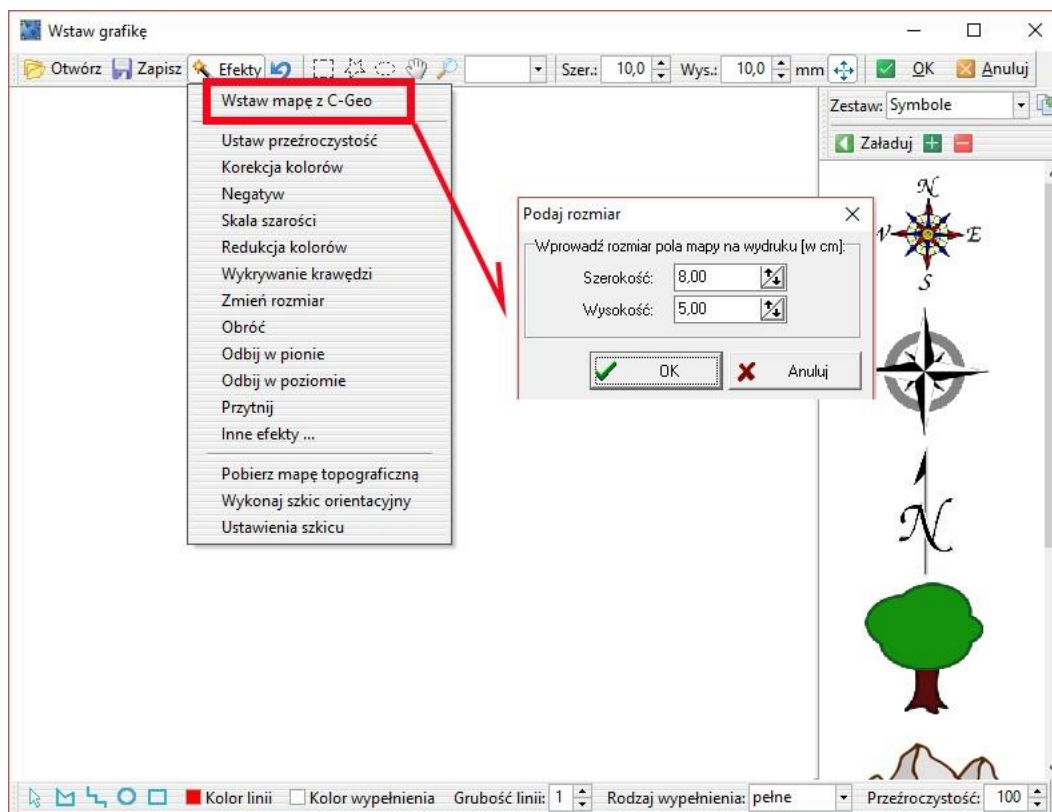 Wstaw grafikę
Otwórz Zapisz Efekty Szer.: 10,0 Wys.: 10,0 mm OK Anuluj
Wstaw mapę z C-Geo
Ustaw przeźroczystość
Korekcja kolorów
Negatyw
Skala szarości
Redukcja kolorów
Wykrywanie krawędzi
Zmień rozmiar
Obróć
Odbij w pionie
Odbij w poziomie
Przytnij
Inne efekty ...
Pobierz mapę topograficzną
Wykonaj szkic orientacyjny
Ustawienia szkicu
Podaj rozmiar
Wprowadź rozmiar pola mapy na wydruku [w cm]:
Szerokość: 8,00
Wysokość: 5,00
OK Anuluj
Zestaw: Symbole
Załaduj
N
E
S
N
Kolor linii Kolor wypełnienia Grubość linii: 1 Rodzaj wypełnienia: pełne Przeźroczystość: 100